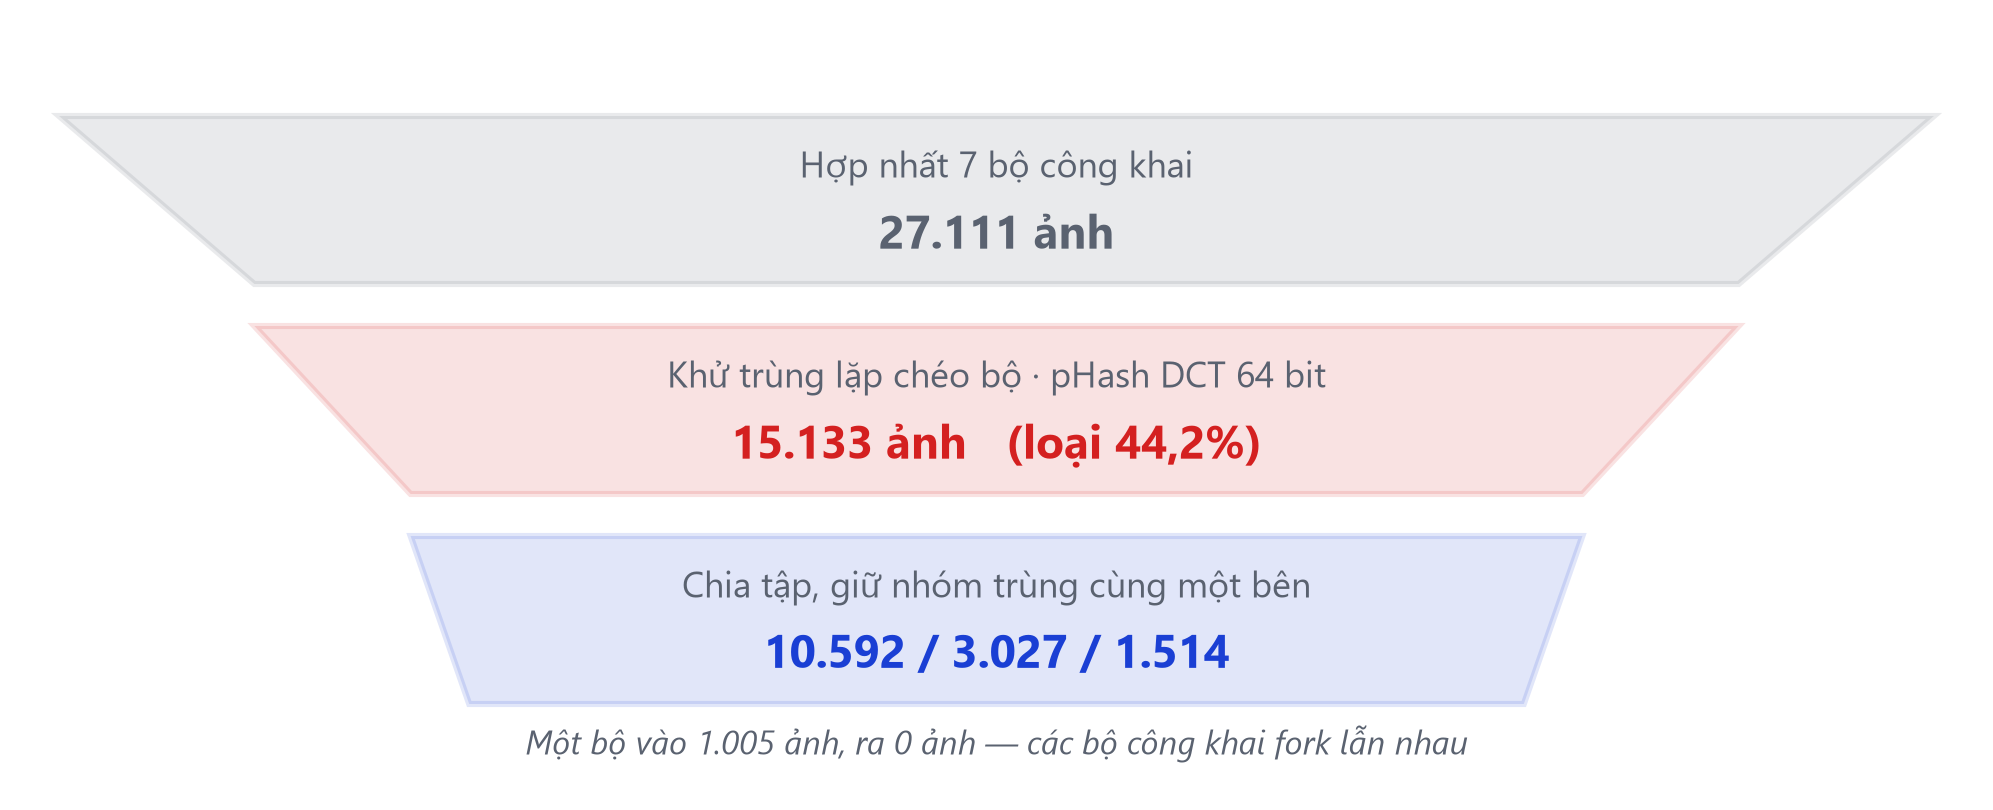 Hợp nhất 7 bộ công khai
27.111 ảnh
Khử trùng lặp chéo bộ · pHash DCT 64 bit
15.133 ảnh (loại 44,2%)
Chia tập, giữ nhóm trùng cùng một bên
10.592 / 3.027 / 1.514
Một bộ vào 1.005 ảnh, ra 0 ảnh — các bộ công khai fork lẫn nhau